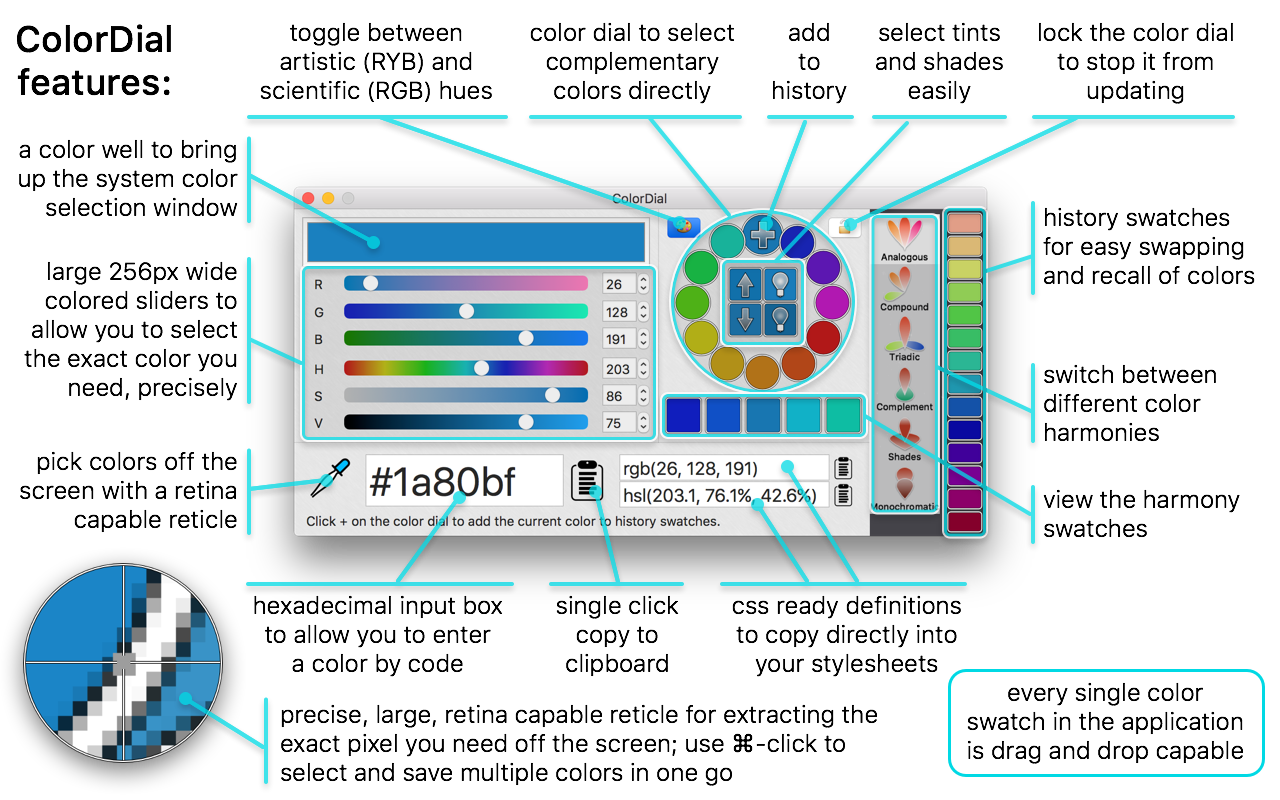 ColorDial
features:
toggle between
artistic (RYB) and
scientific (RGB) hues
color dial to select
complementary
colors directly
add
to
history
select tints
and shades
easily
lock the color dial
to stop it from
updating
a color well to bring
up the system color
selection window
large 256px wide
colored sliders to
allow you to select
the exact color you
need, precisely
pick colors off the
screen with a retina
capable reticle
ColorDial
R 26
G 128
B 191
H 203
S 86
V 75
Analogous
Compound
Triadic
Complement
Shades
Monochromatic
#1a80bf
rgb(26, 128, 191)
hsl(203.1, 76.1%, 42.6%)
Click + on the color dial to add the current color to history swatches.
history swatches
for easy swapping
and recall of colors
switch between
different color
harmonies
view the harmony
swatches
hexadecimal input box
to allow you to enter
a color by code
single click
copy to
clipboard
css ready definitions
to copy directly into
your stylesheets
precise, large, retina capable reticle for extracting the
exact pixel you need off the screen; use ⌘-click to
select and save multiple colors in one go
every single color
swatch in the application
is drag and drop capable